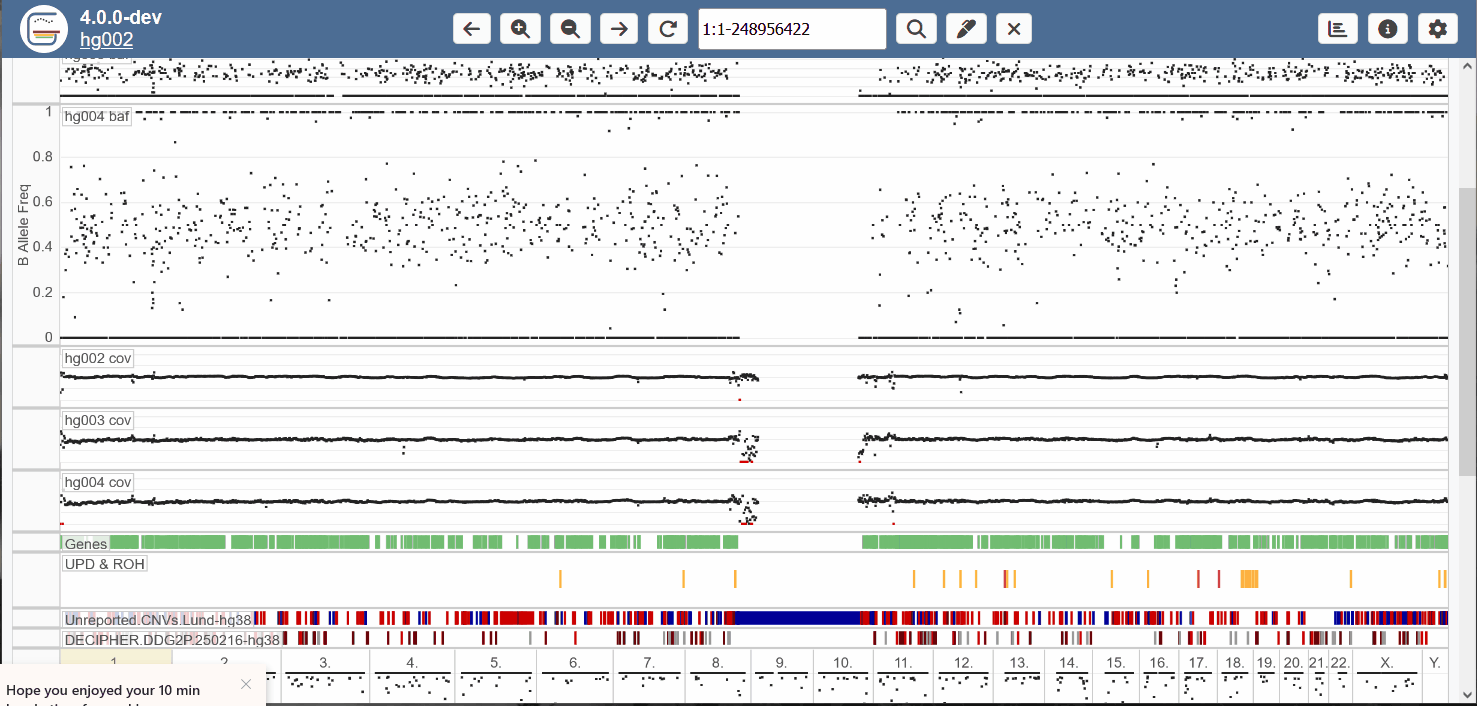 4.0.0-dev
hg002
1:1-248956422
1
hg004 baf
0.8
0.6
0.4
0.2
0
B Allele Freq
hg002 cov
hg003 cov
hg004 cov
Genes
UPD & ROH
Unreported.CNVs.Lund-hg38
DECIPHER.DDG2P.250216-hg38
1. 2. 3. 4. 5. 6. 7. 8. 9. 10. 11. 12. 13. 14. 15. 16. 17. 18. 19. 20. 21. 22. X. Y.
Hope you enjoyed your 10 min